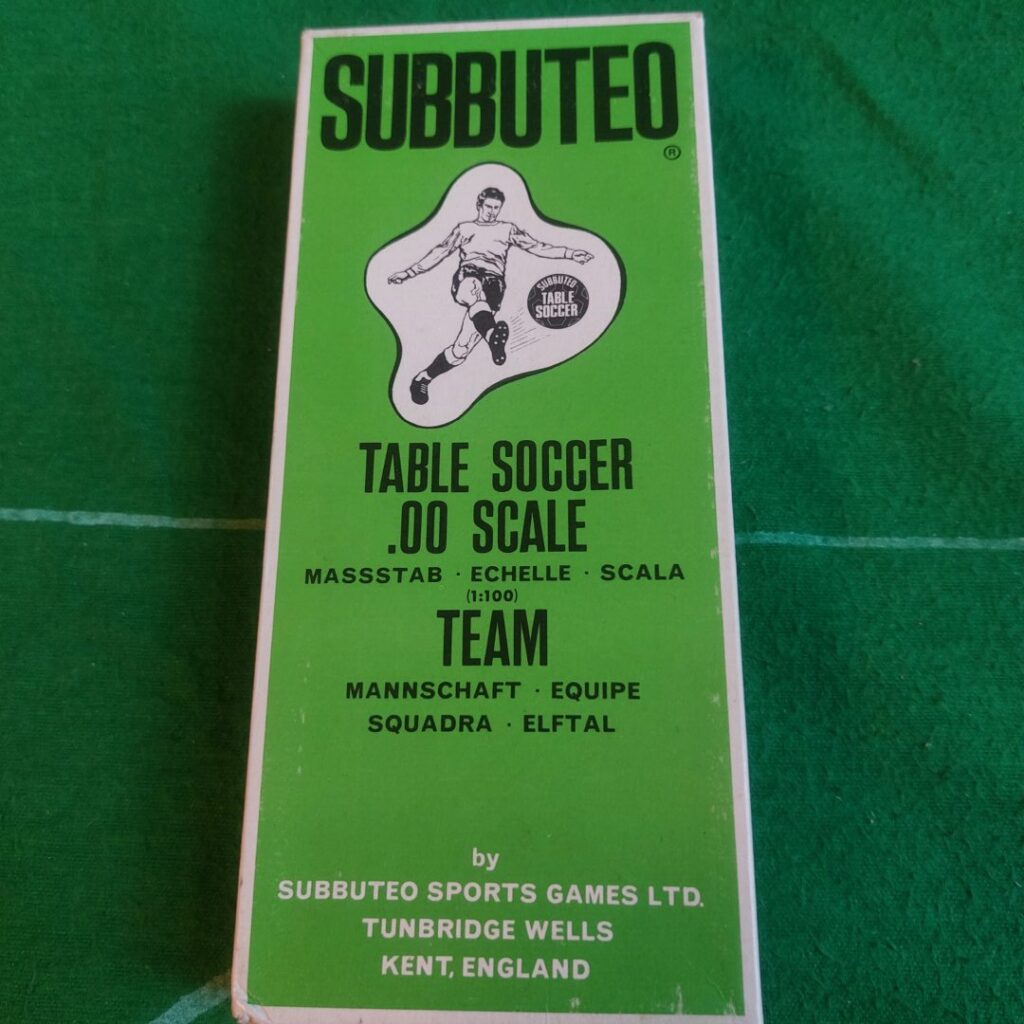 SUBBUTEO
®
SUBBUTEO
TABLE
SOCCER
TABLE SOCCER
.00 SCALE
MASSSTAB · ECHELLE · SCALA
(1:100)
TEAM
MANNSCHAFT · EQUIPE
SQUADRA · ELFTAL
by
SUBBUTEO SPORTS GAMES LTD.
TUNBRIDGE WELLS
KENT, ENGLAND